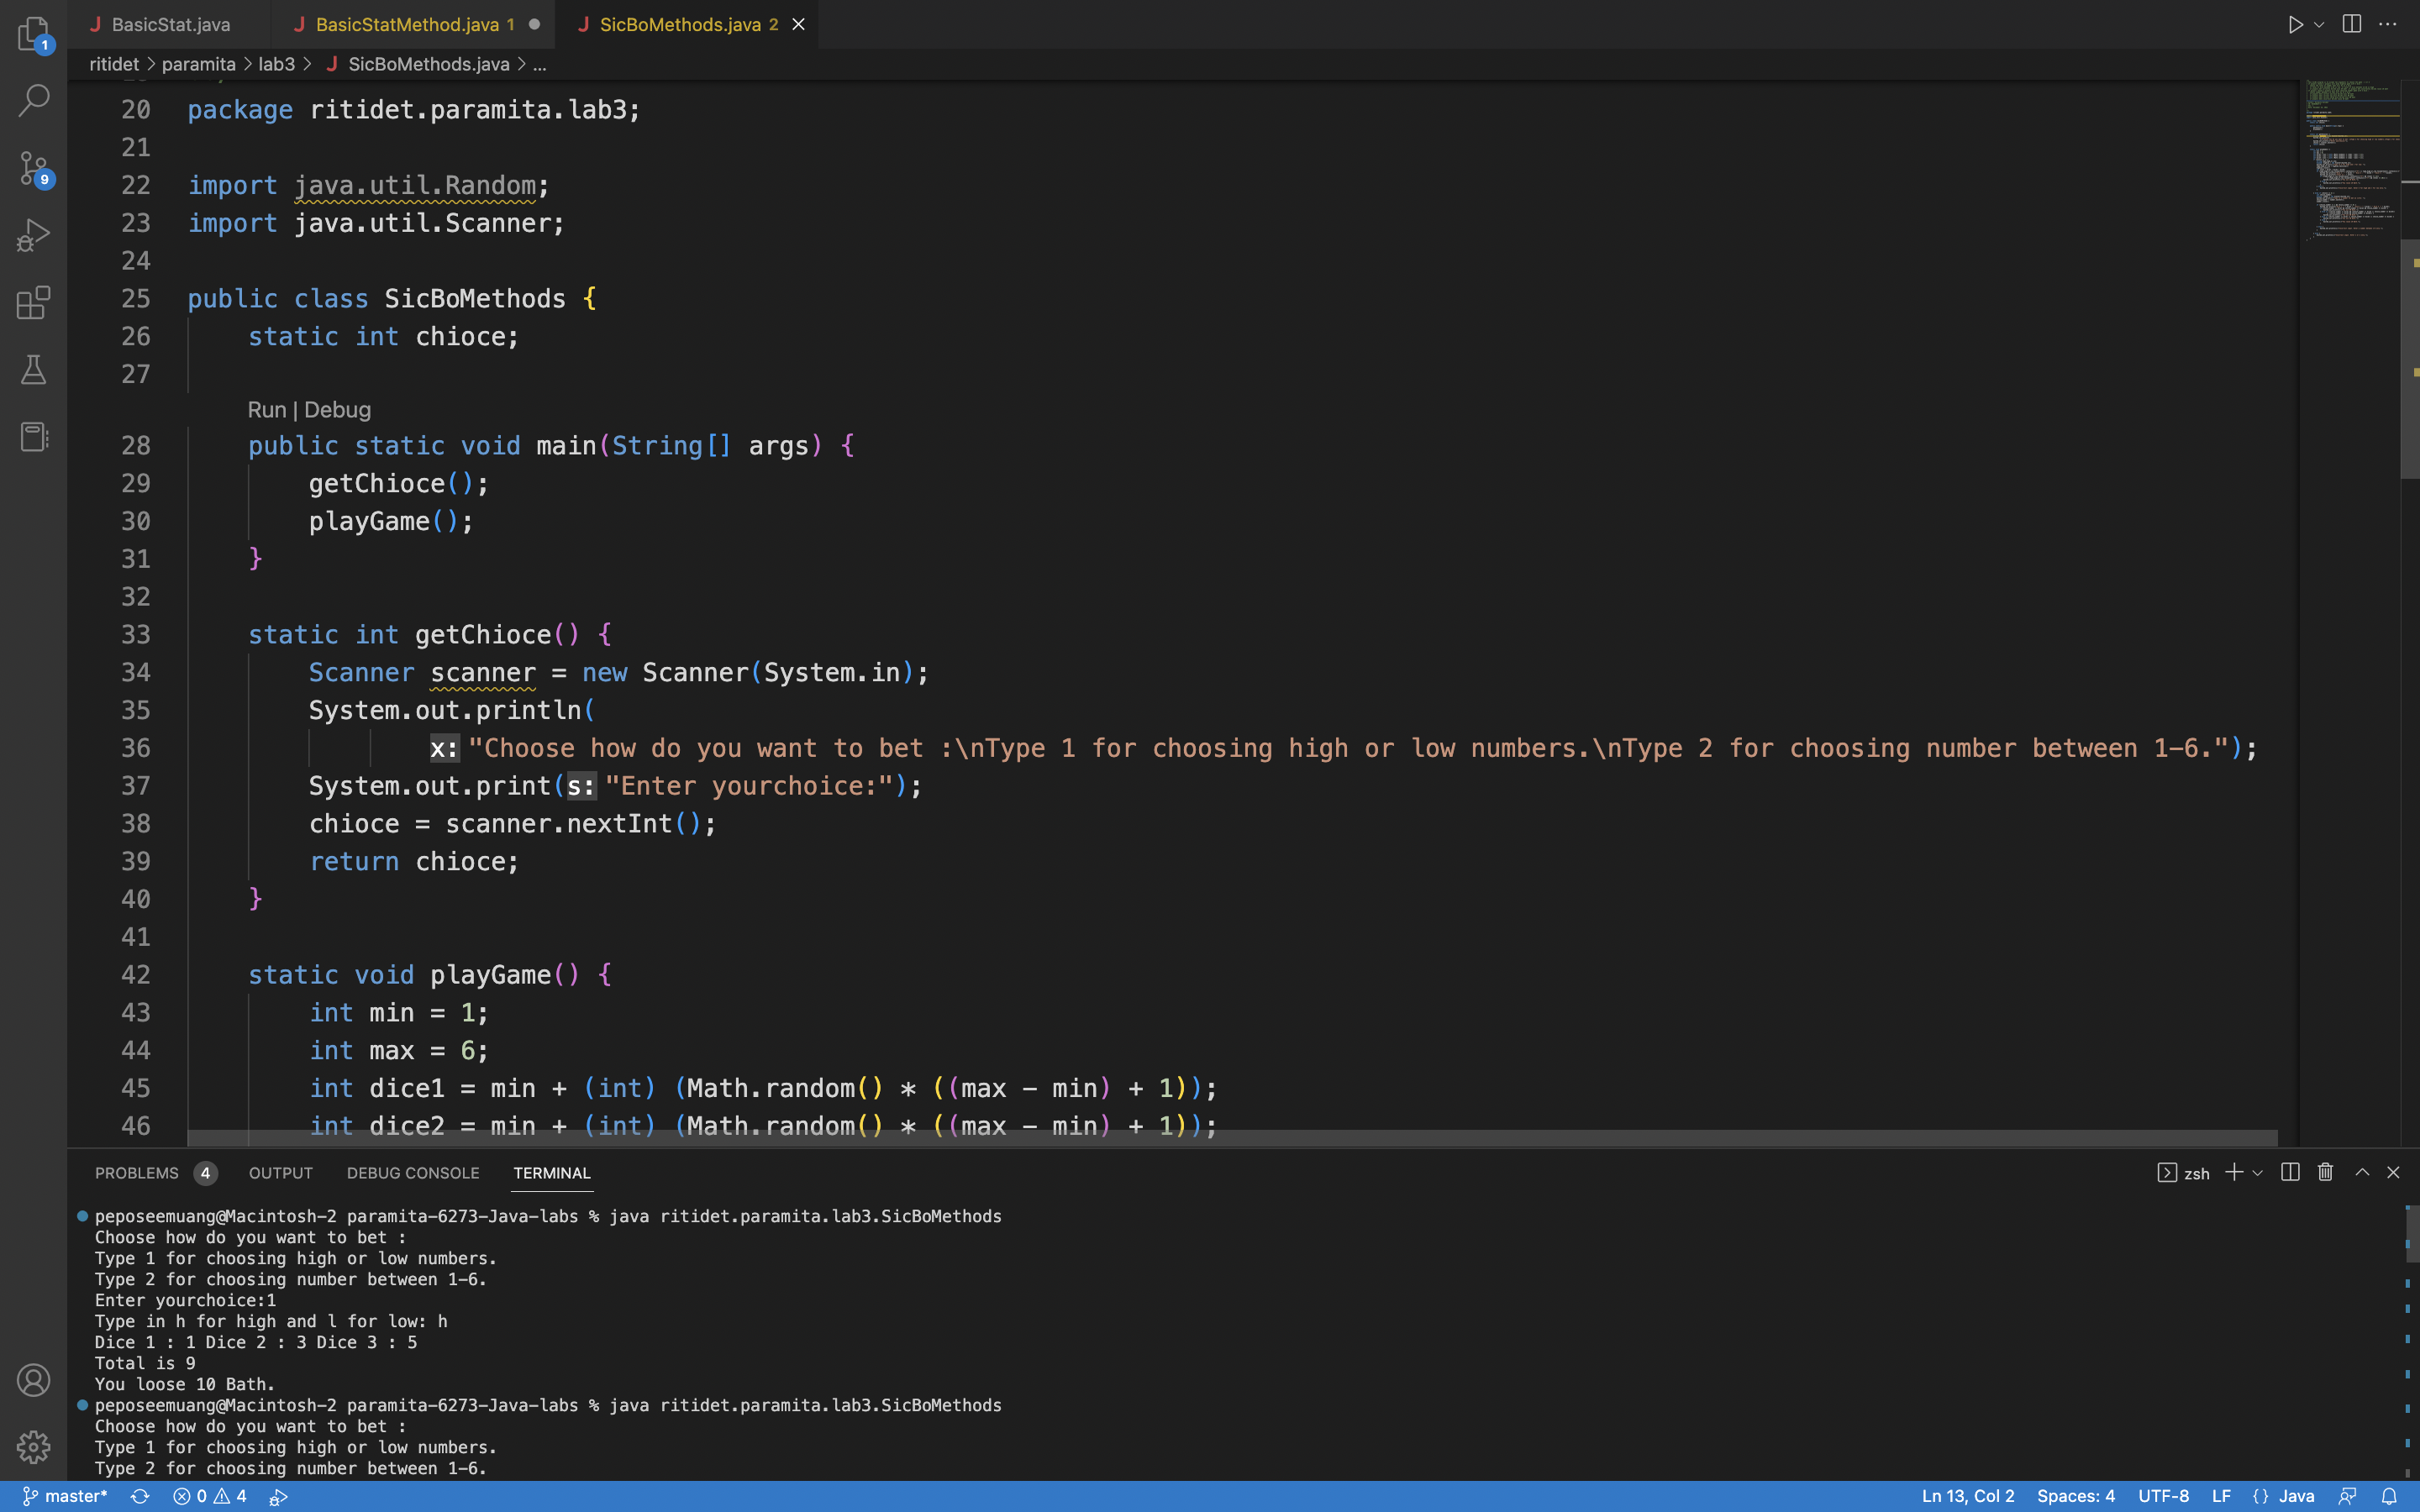 BasicStat.java
BasicStatMethod.java 1
SicBoMethods.java 2
ritidet > paramita > lab3 > SicBoMethods.java > ...
1
9
20 package ritidet.paramita.lab3;
21
22 import java.util.Random;
23 import java.util.Scanner;
24
25 public class SicBoMethods {
26 static int chioce;
27
Run | Debug
28 public static void main(String[] args) {
29 getChioce();
30 playGame();
31 }
32
33 static int getChioce() {
34 Scanner scanner = new Scanner(System.in);
35 System.out.println(
36 x: "Choose how do you want to bet :\nType 1 for choosing high or low numbers.\nType 2 for choosing number between 1-6.");
37 System.out.print(s: "Enter yourchoice:");
38 chioce = scanner.nextInt();
39 return chioce;
40 }
41
42 static void playGame() {
43 int min = 1;
44 int max = 6;
45 int dice1 = min + (int) (Math.random() * ((max - min) + 1));
46 int dice2 = min + (int) (Math.random() * ((max - min) + 1));
PROBLEMS 4 OUTPUT DEBUG CONSOLE TERMINAL
zsh
peposeemuang@Macintosh-2 paramita-6273-Java-labs % java ritidet.paramita.lab3.SicBoMethods
Choose how do you want to bet :
Type 1 for choosing high or low numbers.
Type 2 for choosing number between 1-6.
Enter yourchoice:1
Type in h for high and l for low: h
Dice 1 : 1 Dice 2 : 3 Dice 3 : 5
Total is 9
You loose 10 Bath.
peposeemuang@Macintosh-2 paramita-6273-Java-labs % java ritidet.paramita.lab3.SicBoMethods
Choose how do you want to bet :
Type 1 for choosing high or low numbers.
Type 2 for choosing number between 1-6.
master* 0 4 Ln 13, Col 2 Spaces: 4 UTF-8 LF {} Java